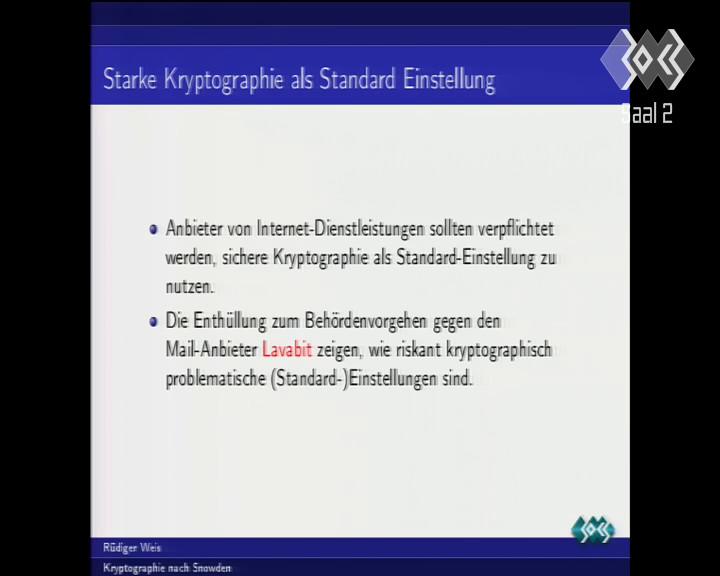 Starke Kryptographie als Standard Einstellung
Saal 2
Anbieter von Internet-Dienstleistungen sollten verpflichtet
werden, sichere Kryptographie als Standard-Einstellung zu
nutzen.
Die Enthüllung zum Behördenvorgehen gegen den
Mail-Anbieter Lavabit zeigen, wie riskant kryptographisch
problematische (Standard-)Einstellungen sind.
Rüdiger Weis
Kryptographie nach Snowden